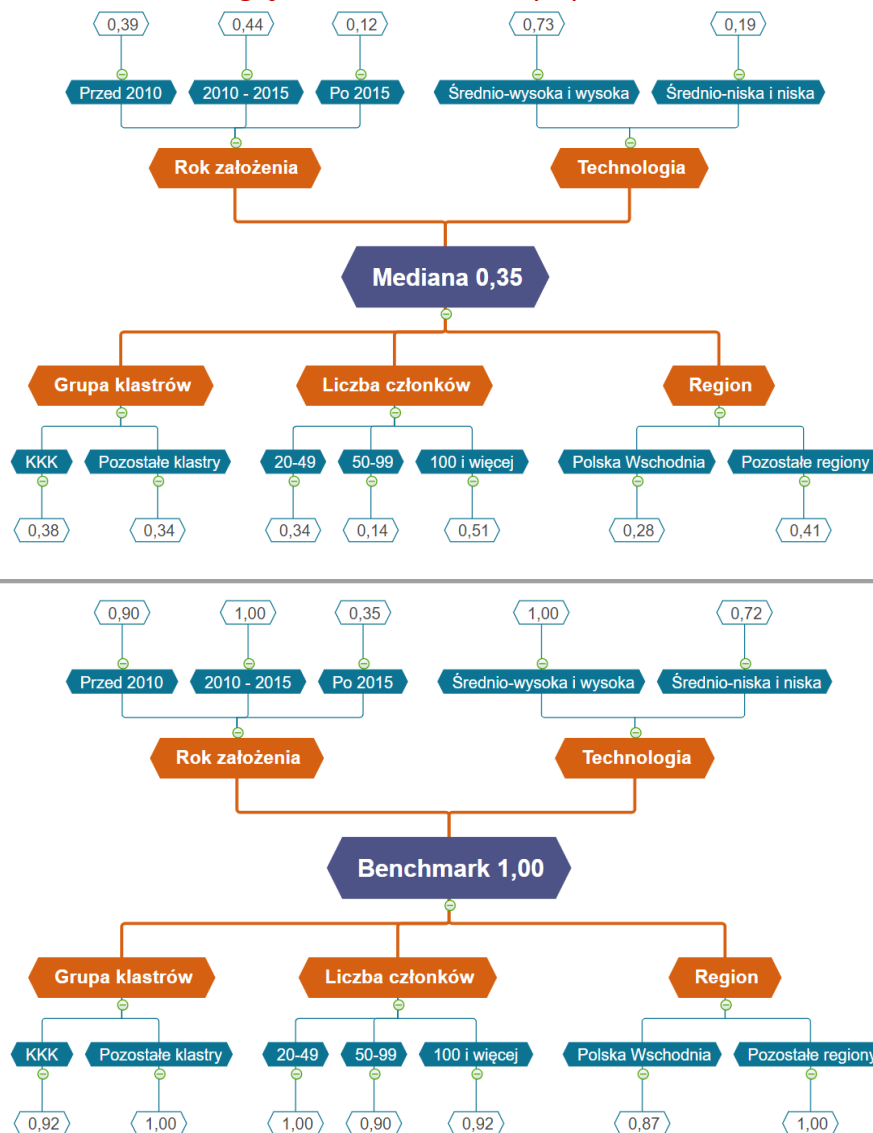 0,39 0,44 0,12 0,73 0,19
Przed 2010 2010 - 2015 Po 2015 Średnio-wysoka i wysoka Średnio-niska i niska
Rok założenia Technologia
Mediana 0,35
Grupa klastrów Liczba członków Region
KKK Pozostałe klastry 20-49 50-99 100 i więcej Polska Wschodnia Pozostałe regiony
0,38 0,34 0,34 0,14 0,51 0,28 0,41
0,90 1,00 0,35 1,00 0,72
Przed 2010 2010 - 2015 Po 2015 Średnio-wysoka i wysoka Średnio-niska i niska
Rok założenia Technologia
Benchmark 1,00
Grupa klastrów Liczba członków Region
KKK Pozostałe klastry 20-49 50-99 100 i więcej Polska Wschodnia Pozostałe regiony
0,92 1,00 1,00 0,90 0,92 0,87 1,00